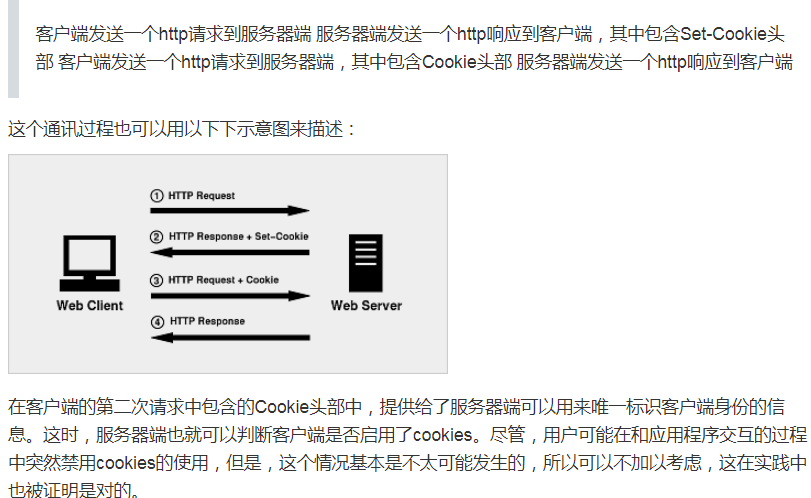 客户端发送一个http请求到服务器端 服务器端发送一个http响应到客户端，其中包含Set-Cookie头
部 客户端发送一个http请求到服务器端，其中包含Cookie头部 服务器端发送一个http响应到客户端
这个通讯过程也可以用以下下示意图来描述：
① HTTP Request
② HTTP Response + Set-Cookie
③ HTTP Request + Cookie
④ HTTP Response
Web Client
Web Server
在客户端的第二次请求中包含的Cookie头部中，提供给了服务器端可以用来唯一标识客户端身份的信
息。这时，服务器端也就可以判断客户端是否启用了cookies。尽管，用户可能在和应用程序交互的过程
中突然禁用cookies的使用，但是，这个情况基本是不太可能发生的，所以可以不加以考虑，这在实践中
也被证明是对的。